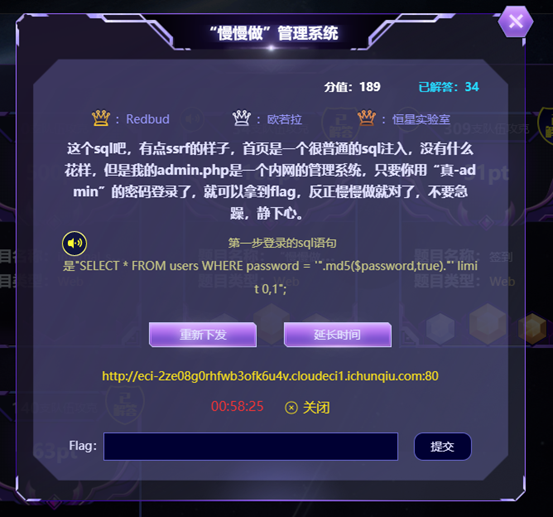 “慢慢做”管理系统
分值：189
已解答：34
：Redbud
：欧若拉
：恒星实验室
这个sql吧，有点ssrf的样子，首页是一个很普通的sql注入，没有什么
花样，但是我的admin.php是一个内网的管理系统，只要你用“真-ad
min”的密码登录了，就可以拿到flag，反正慢慢做就对了，不要急
躁，静下心。
第一步登录的sql语句
是"SELECT * FROM users WHERE password = '".md5($password,true)."' limi
t 0,1";
重新下发
延长时间
http://eci-2ze08g0rhfwb3ofk6u4v.cloudeci1.ichunqiu.com:80
00:58:25
关闭
Flag：
提交